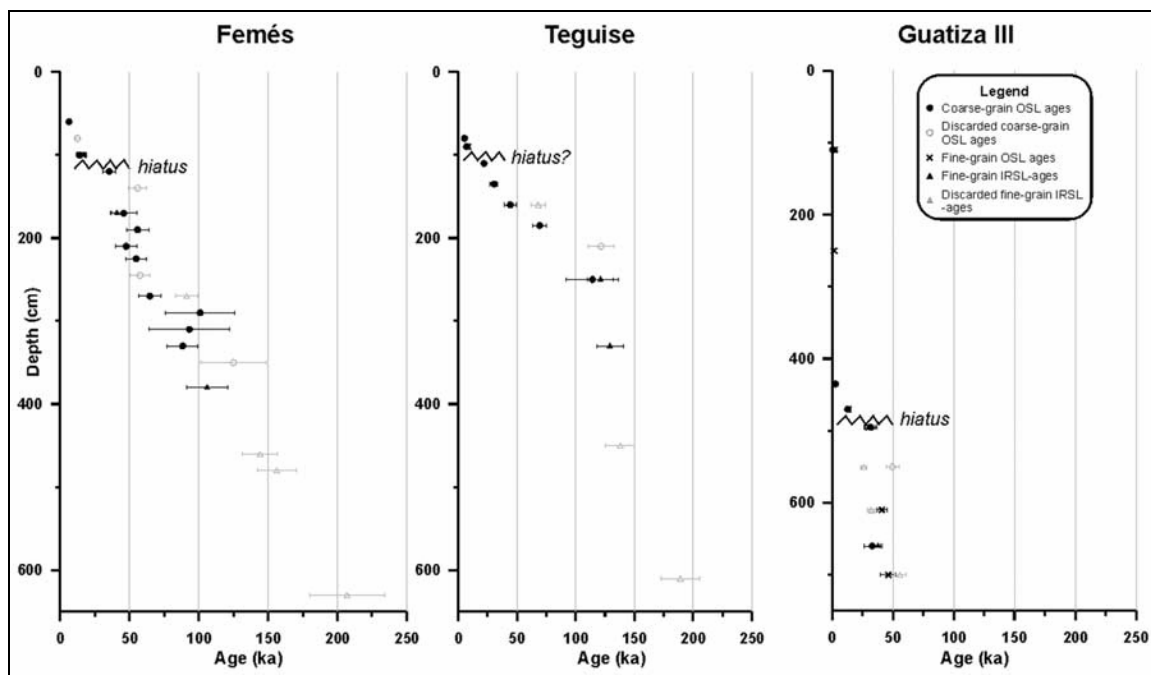 Femés
Teguise
Guatiza III
0
200
400
600
Depth (cm)
hiatus
0 50 100 150 200 250
Age (ka)
0
200
400
600
hiatus?
0 50 100 150 200 250
Age (ka)
0
200
400
600
hiatus
0 50 100 150 200 250
Age (ka)
Legend
Coarse-grain OSL ages
Discarded coarse-grain
OSL ages
Fine-grain OSL ages
Fine-grain IRSL-ages
Discarded fine-grain IRSL
-ages